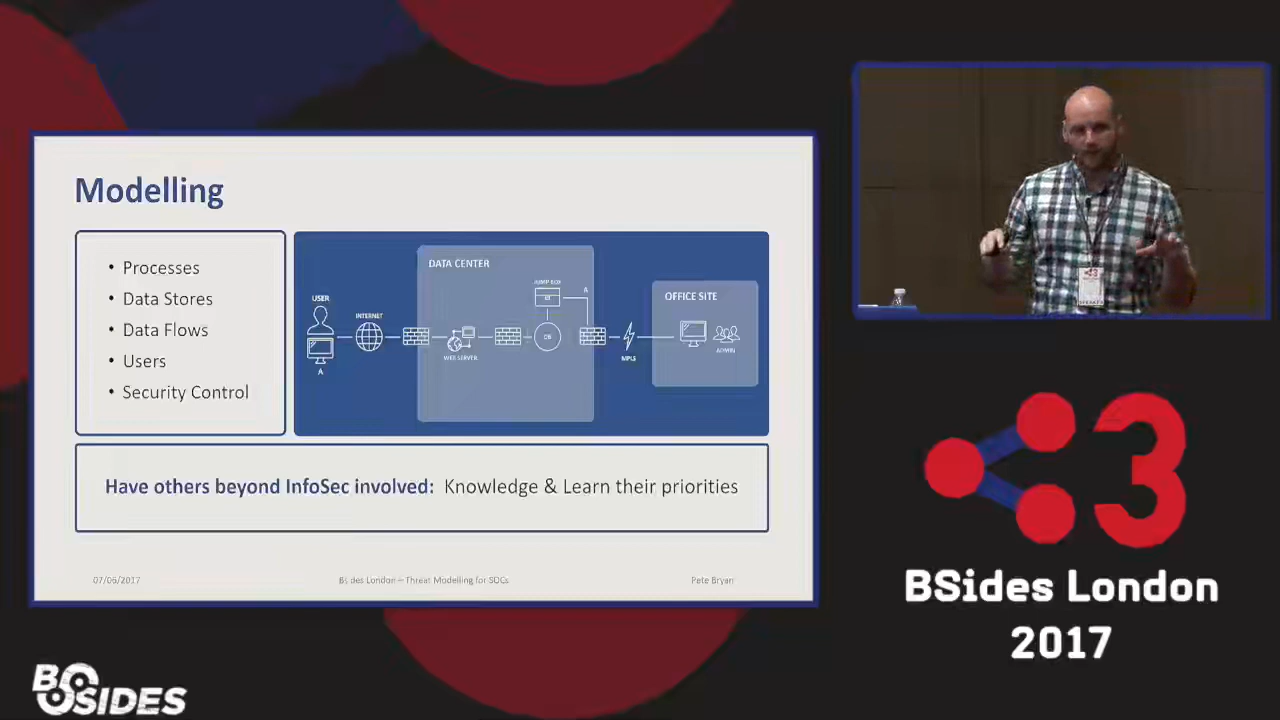 Modelling
• Processes
• Data Stores
• Data Flows
• Users
• Security Control
USER
A
INTERNET
DATA CENTER
WEB SERVER
JUMP BOX
DB
A
MPLS
OFFICE SITE
ADMIN
Have others beyond InfoSec involved: Knowledge & Learn their priorities
07/06/2017
BSides London – Threat Modelling for SOCs
Pete Bryan
3
BSides London
2017
BSIDES